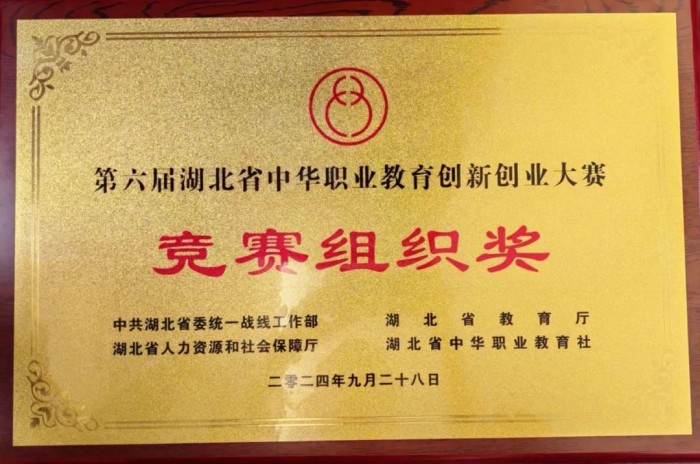 第六届湖北省中华职业教育创新创业大赛
竞赛组织奖
中共湖北省委统一战线工作部 湖北省教育厅
湖北省人力资源和社会保障厅 湖北省中华职业教育社
二零二四年九月二十八日